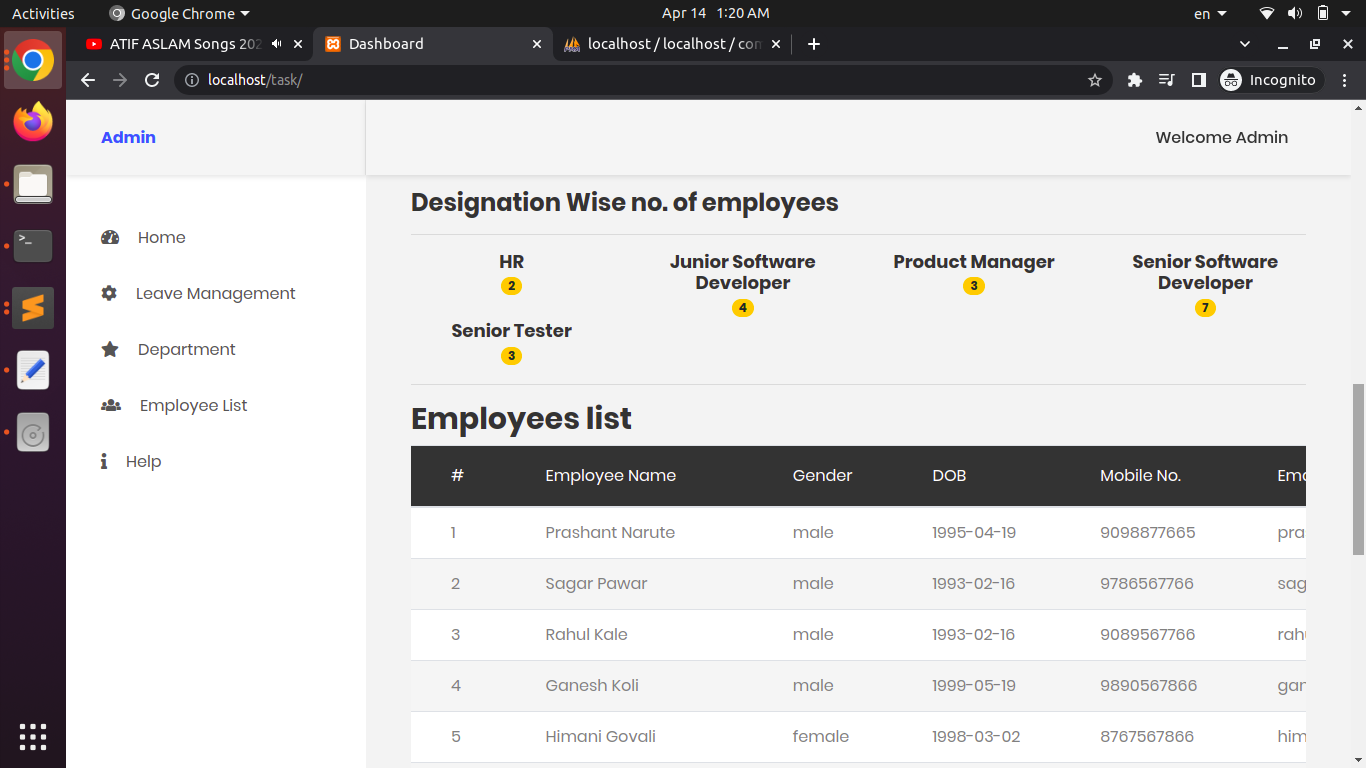 Activities Google Chrome Apr 14 1:20 AM en
ATIF ASLAM Songs 202 Dashboard localhost / localhost / con
localhost/task/ Incognito
Admin Welcome Admin
Home
Leave Management
Department
Employee List
Help
Designation Wise no. of employees
HR
2
Junior Software
Developer
4
Product Manager
3
Senior Software
Developer
7
Senior Tester
3
Employees list
# Employee Name Gender DOB Mobile No. Ema
1 Prashant Narute male 1995-04-19 9098877665 pra
2 Sagar Pawar male 1993-02-16 9786567766 sag
3 Rahul Kale male 1993-02-16 9089567766 rah
4 Ganesh Koli male 1999-05-19 9890567866 gan
5 Himani Govali female 1998-03-02 8767567866 him